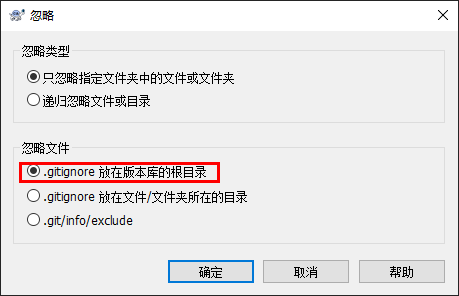 忽略
忽略类型
只忽略指定文件夹中的文件或文件夹
递归忽略文件或目录
忽略文件
.gitignore 放在版本库的根目录
.gitignore 放在文件/文件夹所在的目录
.git/info/exclude
确定
取消
帮助